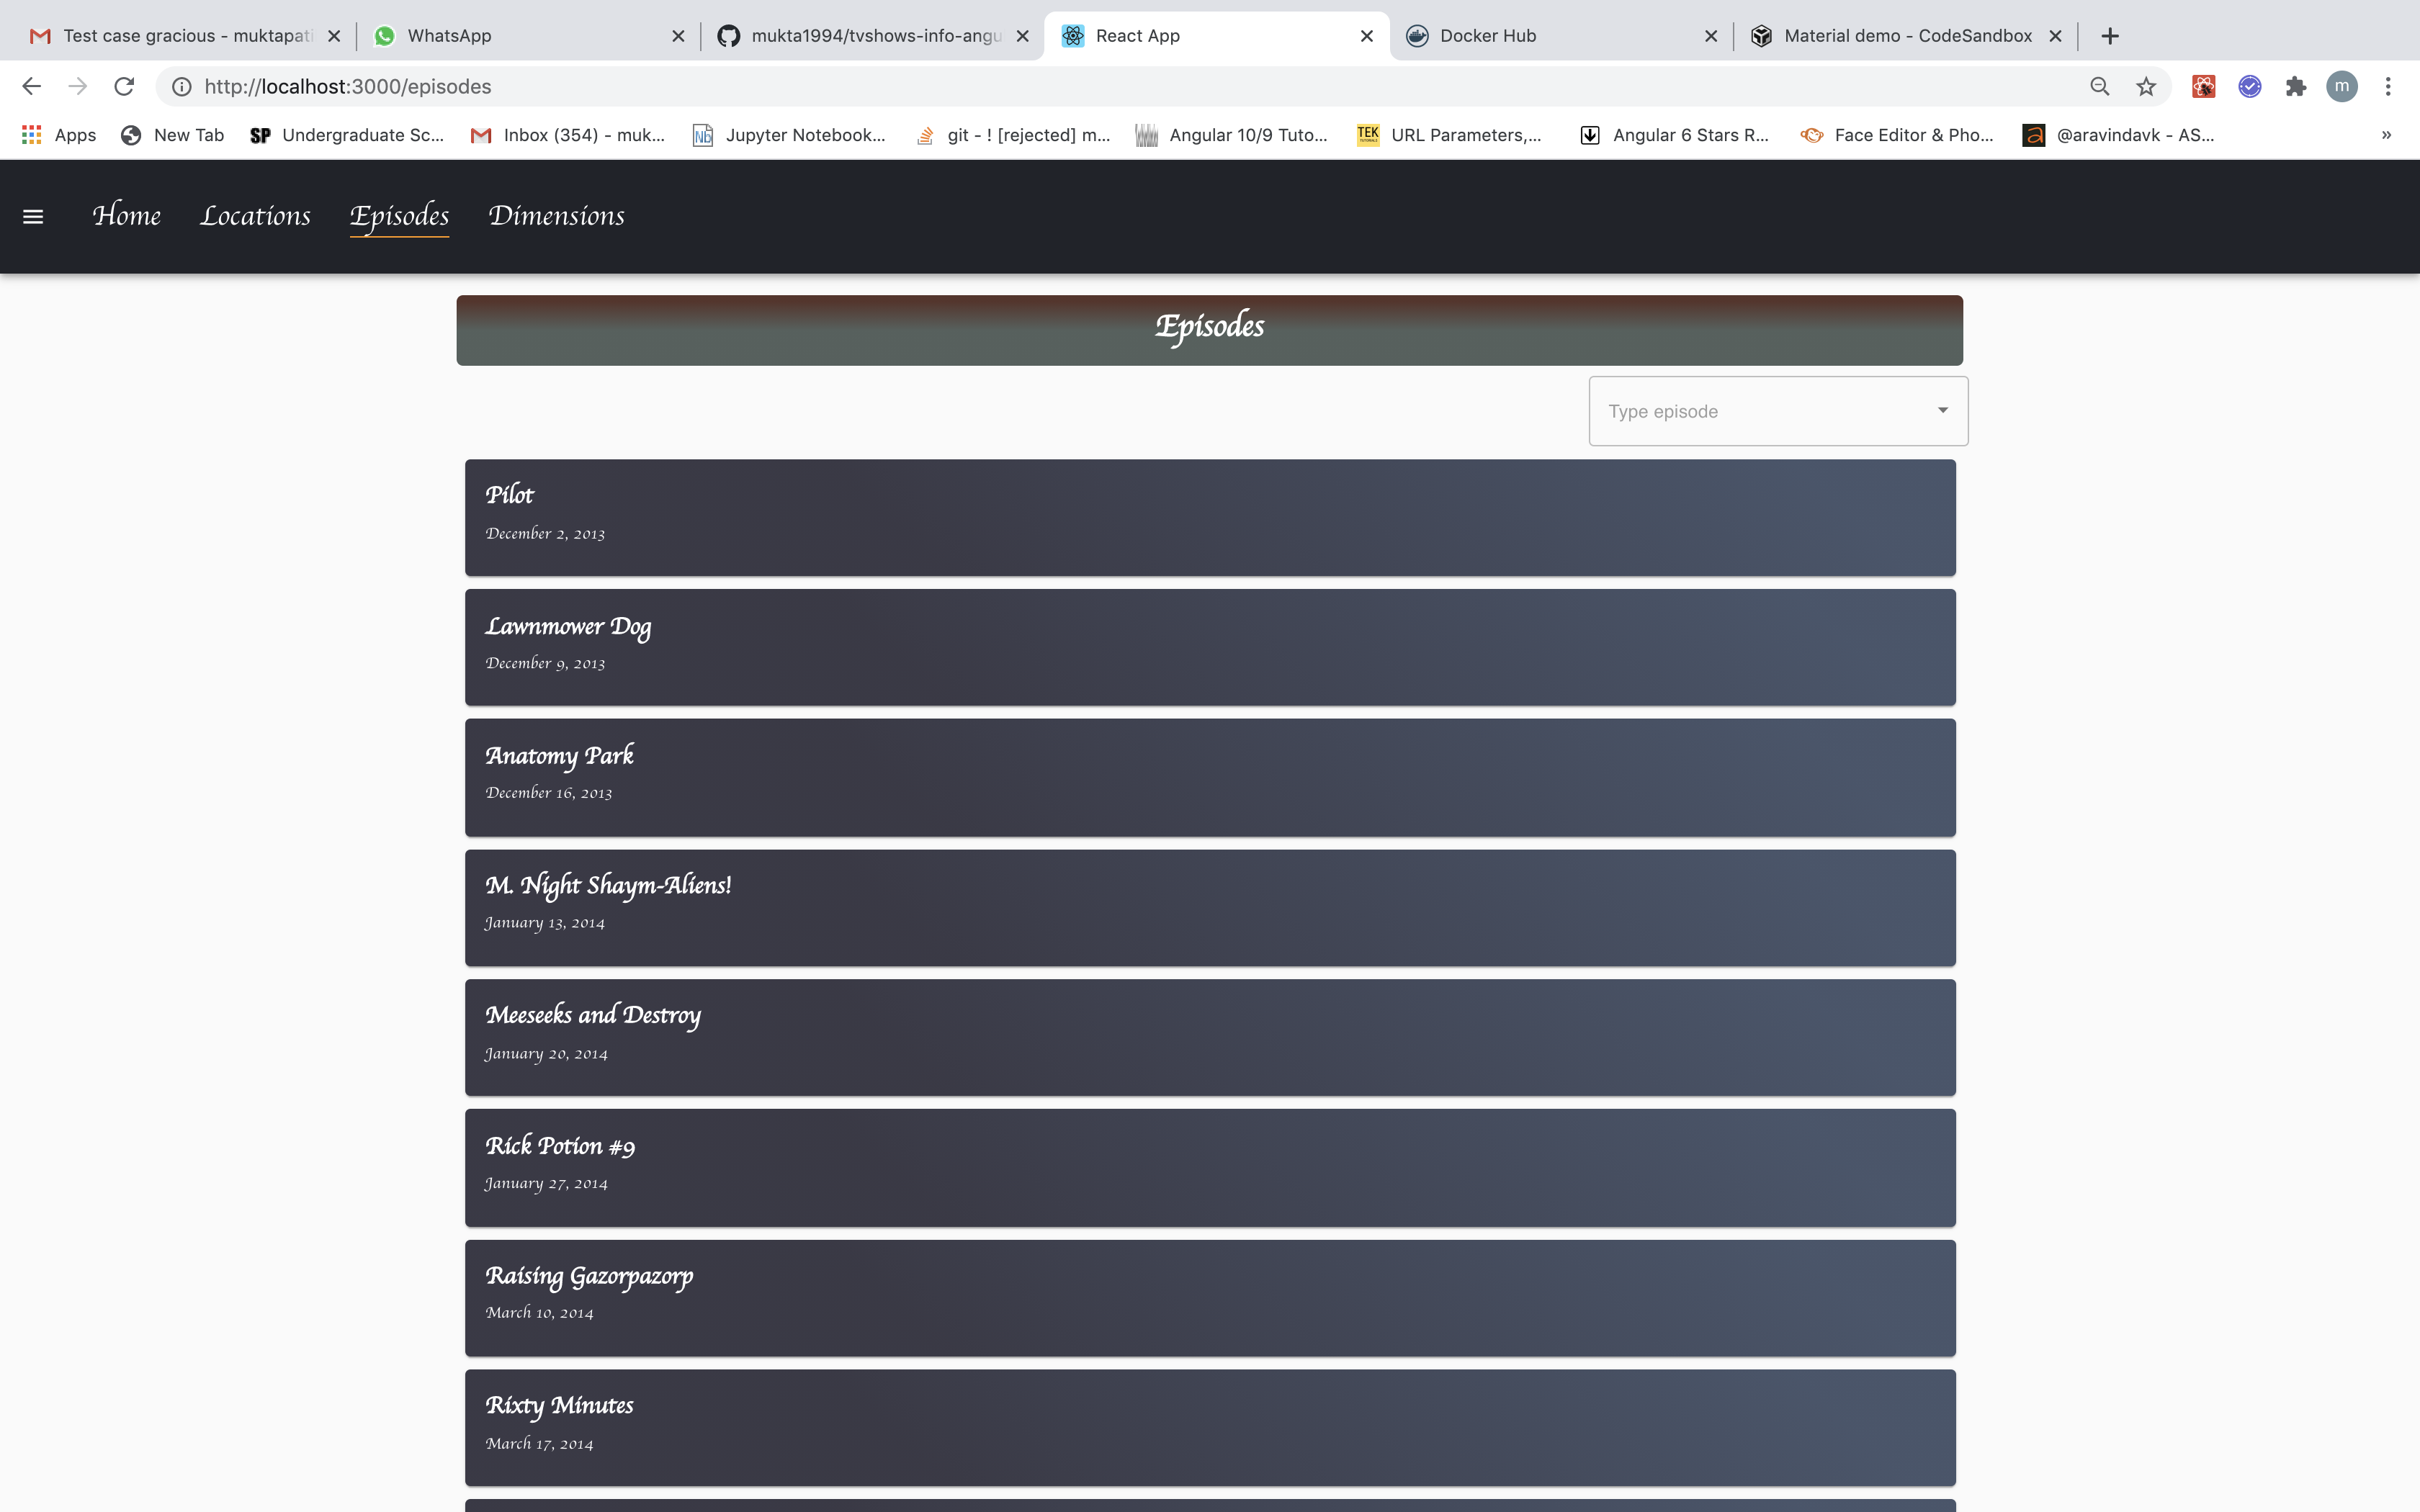 Test case gracious - muktapati
WhatsApp
mukta1994/tvshows-info-angu
React App
Docker Hub
Material demo - CodeSandbox
http://localhost:3000/episodes
m
Apps
New Tab
SP Undergraduate Sc...
Inbox (354) - muk...
Nb Jupyter Notebook...
git - ! [rejected] m...
Angular 10/9 Tuto...
TEK URL Parameters,...
Angular 6 Stars R...
Face Editor & Pho...
a @aravindavk - AS...
»
Home
Locations
Episodes
Dimensions
Episodes
Type episode
Pilot
December 2, 2013
Lawnmower Dog
December 9, 2013
Anatomy Park
December 16, 2013
M. Night Shaym-Aliens!
January 13, 2014
Meeseeks and Destroy
January 20, 2014
Rick Potion #9
January 27, 2014
Raising Gazorpazorp
March 10, 2014
Rixty Minutes
March 17, 2014